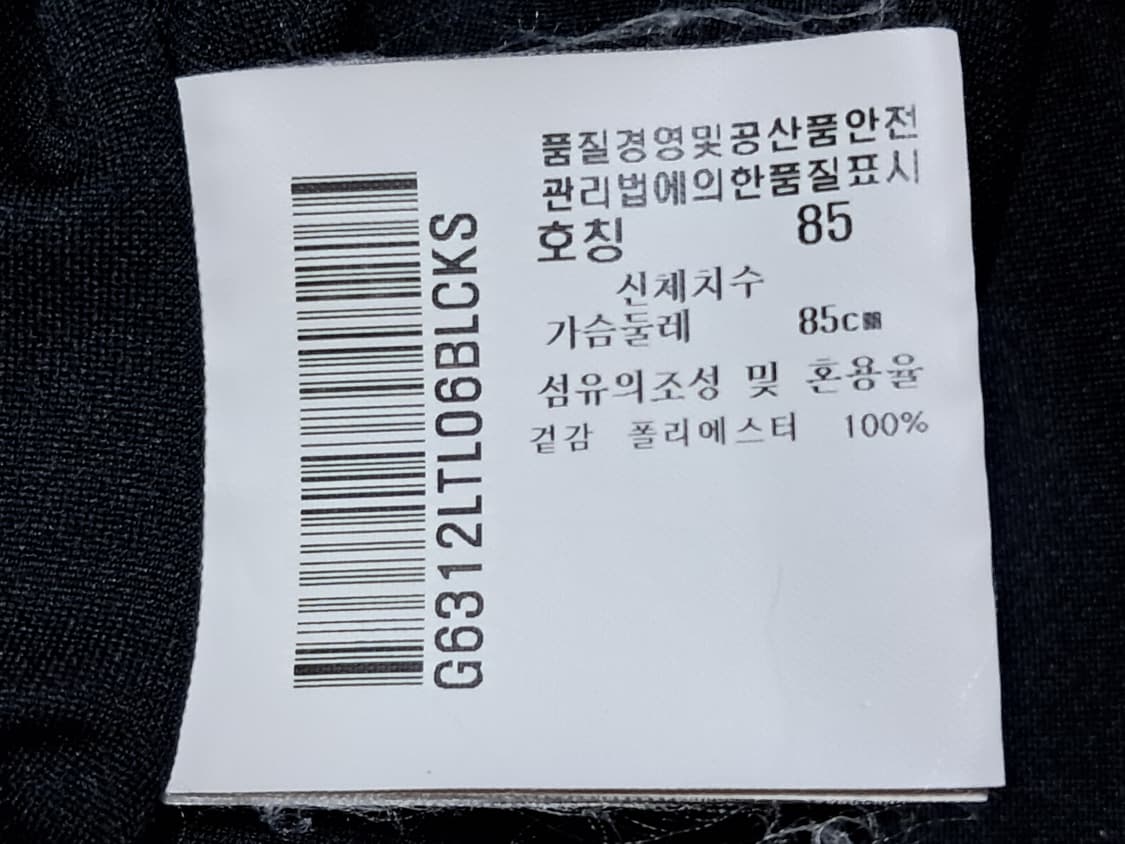 품질경영및공산품안전
관리법에의한품질표시
호칭 85
신체치수
가슴둘레 85c
섬유의조성 및 혼용율
겉감 폴리에스터 100%
G6312LTL06BLCKS